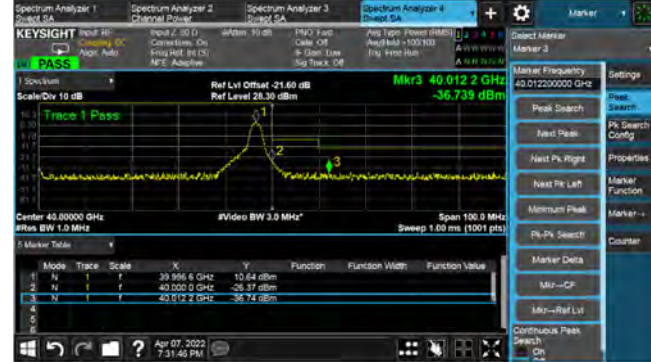 Spectrum Analyzer 1
Swept SA
Spectrum Analyzer 2
Channel Power
Spectrum Analyzer 3
Swept SA
Spectrum Analyzer 4
Swept SA
+
Marker
KEYSIGHT
Input: RF
Coupling: DC
Align: Auto
Input Z: 50 Ω
Corrections: On
Freq Ref: Int (S)
NFE: Adaptive
PNO: Fast
Gate: Off
IF Gain: Low
Sig Track: Off
Avg Type: Power (RMS)
Avg|Hold: >100/100
Trig: Free Run
PASS
Select Marker
Marker 3
1 Spectrum
Scale/Div 10 dB
Ref Lvl Offset -21.60 dB
Ref Level 28.30 dBm
Mkr3 40.012 2 GHz
-36.739 dBm
Trace 1 Pass
1
2
3
Center 40.00000 GHz
#Res BW 1.0 MHz
#Video BW 3.0 MHz*
Span 100.0 MHz
Sweep 1.00 ms (1001 pts)
5 Marker Table
Mode Trace Scale X Y Function Function Width Function Value
1 N 1 f 39.996 6 GHz 10.64 dBm
2 N 1 f 40.000 0 GHz -26.37 dBm
3 N 1 f 40.012 2 GHz -36.74 dBm
4
5
6
Marker Frequency
40.012200000 GHz
Peak Search
Next Peak
Next Pk Right
Next Pk Left
Minimum Peak
Pk-Pk Search
Marker Delta
Mkr→CF
Mkr→Ref Lvl
Continuous Peak
Search
On
Settings
Peak
Search
Pk Search
Config
Properties
Marker
Function
Marker→
Counter
?
Apr 07, 2022
7:31:46 PM